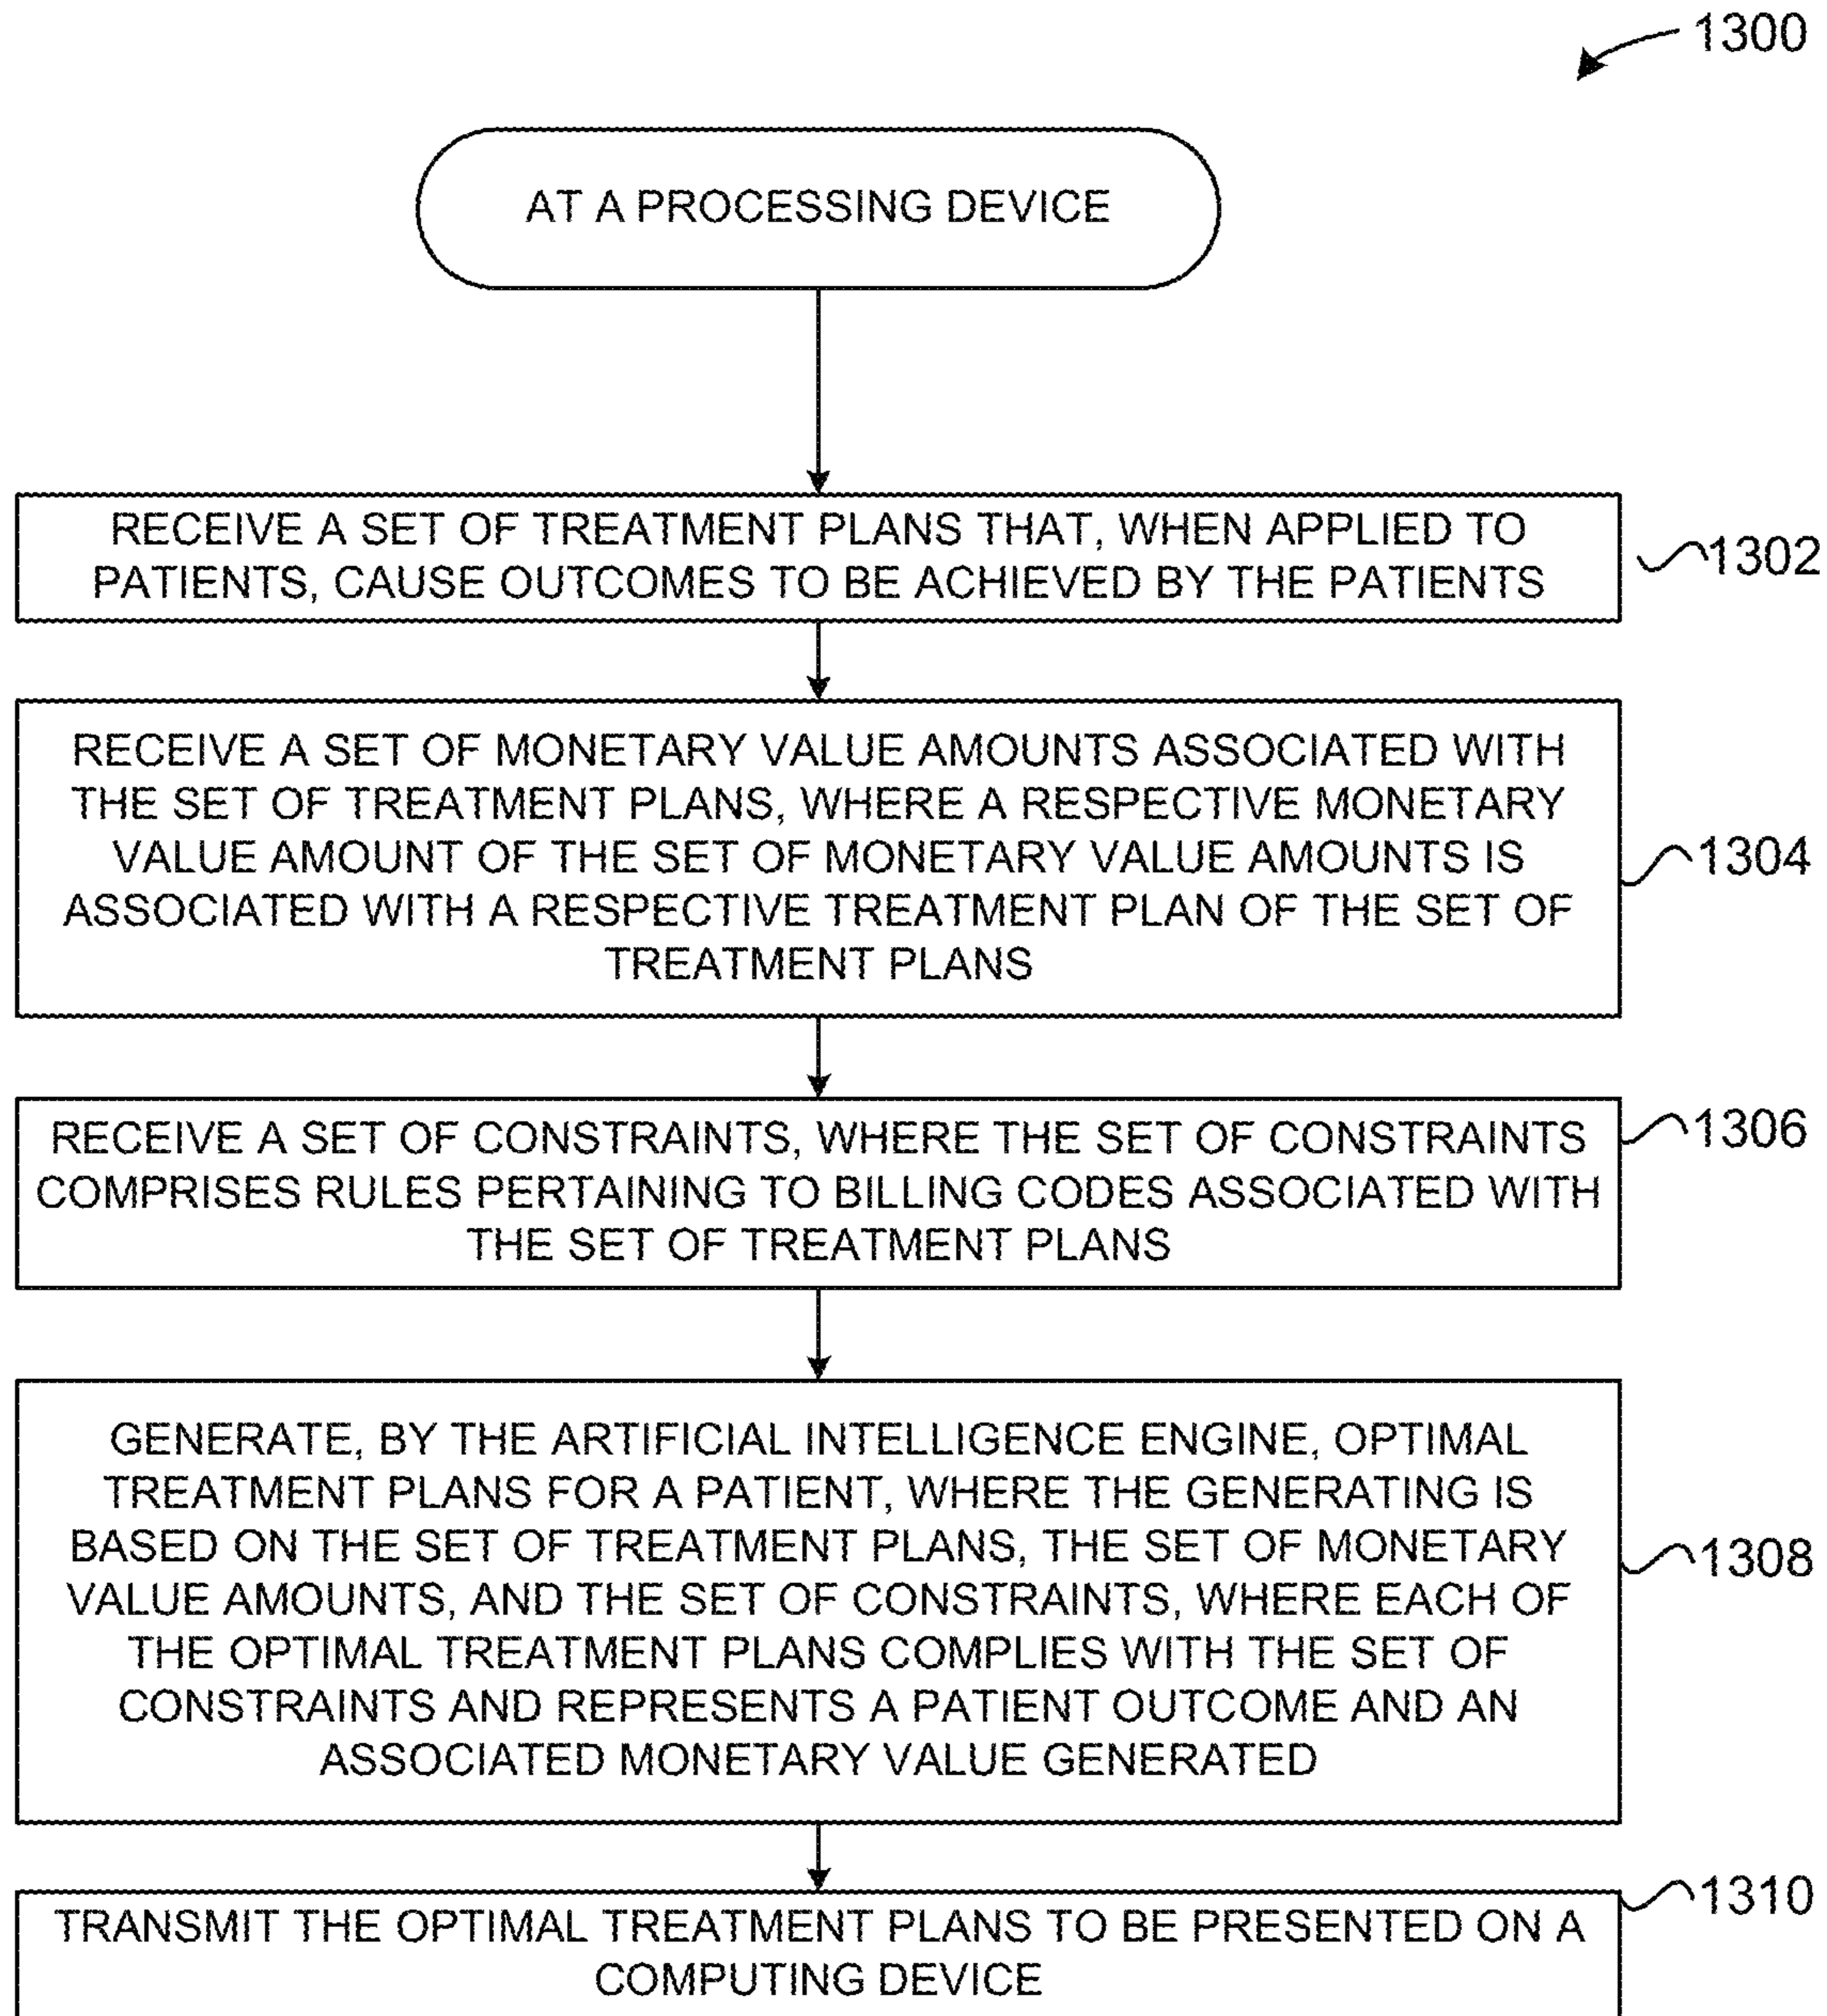 1300
AT A PROCESSING DEVICE
RECEIVE A SET OF TREATMENT PLANS THAT, WHEN APPLIED TO
PATIENTS, CAUSE OUTCOMES TO BE ACHIEVED BY THE PATIENTS
1302
RECEIVE A SET OF MONETARY VALUE AMOUNTS ASSOCIATED WITH
THE SET OF TREATMENT PLANS, WHERE A RESPECTIVE MONETARY
VALUE AMOUNT OF THE SET OF MONETARY VALUE AMOUNTS IS
ASSOCIATED WITH A RESPECTIVE TREATMENT PLAN OF THE SET OF
TREATMENT PLANS
1304
RECEIVE A SET OF CONSTRAINTS, WHERE THE SET OF CONSTRAINTS
COMPRISES RULES PERTAINING TO BILLING CODES ASSOCIATED WITH
THE SET OF TREATMENT PLANS
1306
GENERATE, BY THE ARTIFICIAL INTELLIGENCE ENGINE, OPTIMAL
TREATMENT PLANS FOR A PATIENT, WHERE THE GENERATING IS
BASED ON THE SET OF TREATMENT PLANS, THE SET OF MONETARY
VALUE AMOUNTS, AND THE SET OF CONSTRAINTS, WHERE EACH OF
THE OPTIMAL TREATMENT PLANS COMPLIES WITH THE SET OF
CONSTRAINTS AND REPRESENTS A PATIENT OUTCOME AND AN
ASSOCIATED MONETARY VALUE GENERATED
1308
TRANSMIT THE OPTIMAL TREATMENT PLANS TO BE PRESENTED ON A
COMPUTING DEVICE
1310